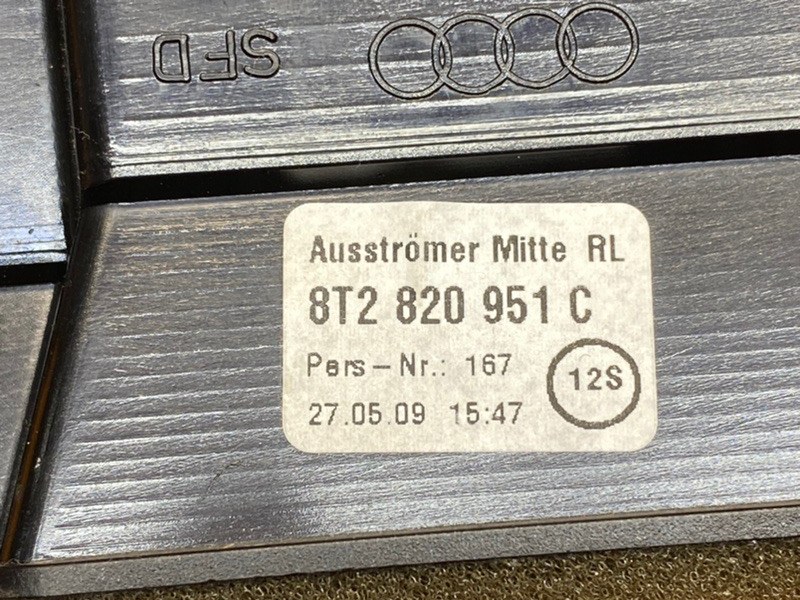 SFD
Ausströmer Mitte RL
8T2 820 951 C
Pers-Nr.: 167
12S
27.05.09 15:47